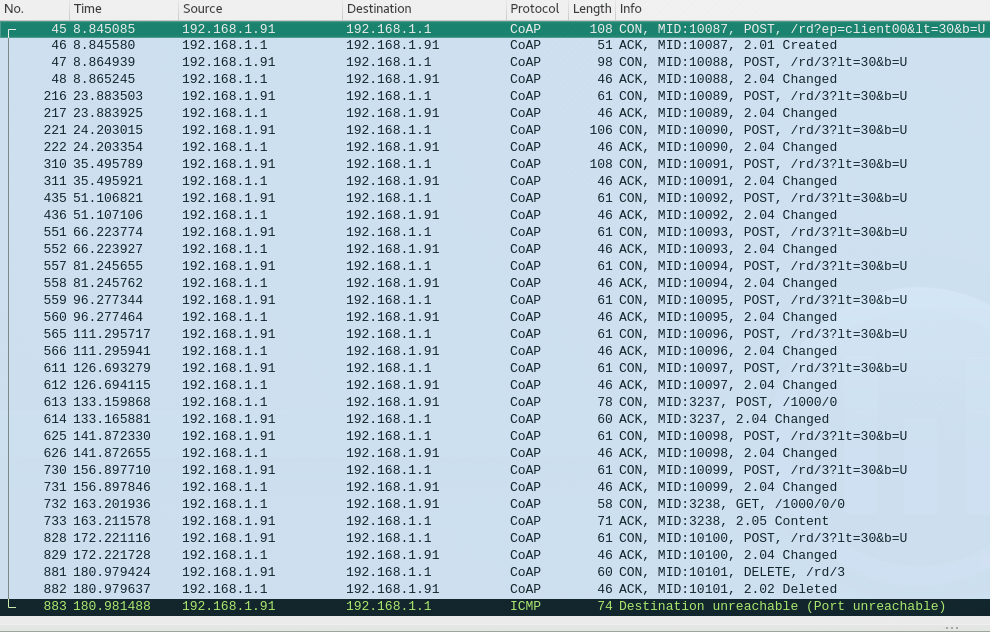 No. Time Source Destination Protocol Length Info
45 8.845085 192.168.1.91 192.168.1.1 CoAP 108 CON, MID:10087, POST, /rd?ep=client00&lt=30&b=U
46 8.845580 192.168.1.1 192.168.1.91 CoAP 51 ACK, MID:10087, 2.01 Created
47 8.864939 192.168.1.91 192.168.1.1 CoAP 98 CON, MID:10088, POST, /rd/3?lt=30&b=U
48 8.865245 192.168.1.1 192.168.1.91 CoAP 46 ACK, MID:10088, 2.04 Changed
216 23.883503 192.168.1.91 192.168.1.1 CoAP 61 CON, MID:10089, POST, /rd/3?lt=30&b=U
217 23.883925 192.168.1.1 192.168.1.91 CoAP 46 ACK, MID:10089, 2.04 Changed
221 24.203015 192.168.1.91 192.168.1.1 CoAP 106 CON, MID:10090, POST, /rd/3?lt=30&b=U
222 24.203354 192.168.1.1 192.168.1.91 CoAP 46 ACK, MID:10090, 2.04 Changed
310 35.495789 192.168.1.91 192.168.1.1 CoAP 108 CON, MID:10091, POST, /rd/3?lt=30&b=U
311 35.495921 192.168.1.1 192.168.1.91 CoAP 46 ACK, MID:10091, 2.04 Changed
435 51.106821 192.168.1.91 192.168.1.1 CoAP 61 CON, MID:10092, POST, /rd/3?lt=30&b=U
436 51.107106 192.168.1.1 192.168.1.91 CoAP 46 ACK, MID:10092, 2.04 Changed
551 66.223774 192.168.1.91 192.168.1.1 CoAP 61 CON, MID:10093, POST, /rd/3?lt=30&b=U
552 66.223927 192.168.1.1 192.168.1.91 CoAP 46 ACK, MID:10093, 2.04 Changed
557 81.245655 192.168.1.91 192.168.1.1 CoAP 61 CON, MID:10094, POST, /rd/3?lt=30&b=U
558 81.245762 192.168.1.1 192.168.1.91 CoAP 46 ACK, MID:10094, 2.04 Changed
559 96.277344 192.168.1.91 192.168.1.1 CoAP 61 CON, MID:10095, POST, /rd/3?lt=30&b=U
560 96.277464 192.168.1.1 192.168.1.91 CoAP 46 ACK, MID:10095, 2.04 Changed
565 111.295717 192.168.1.91 192.168.1.1 CoAP 61 CON, MID:10096, POST, /rd/3?lt=30&b=U
566 111.295941 192.168.1.1 192.168.1.91 CoAP 46 ACK, MID:10096, 2.04 Changed
611 126.693279 192.168.1.91 192.168.1.1 CoAP 61 CON, MID:10097, POST, /rd/3?lt=30&b=U
612 126.694115 192.168.1.1 192.168.1.91 CoAP 46 ACK, MID:10097, 2.04 Changed
613 133.159868 192.168.1.1 192.168.1.91 CoAP 78 CON, MID:3237, POST, /1000/0
614 133.165881 192.168.1.91 192.168.1.1 CoAP 60 ACK, MID:3237, 2.04 Changed
625 141.872330 192.168.1.91 192.168.1.1 CoAP 61 CON, MID:10098, POST, /rd/3?lt=30&b=U
626 141.872655 192.168.1.1 192.168.1.91 CoAP 46 ACK, MID:10098, 2.04 Changed
730 156.897710 192.168.1.91 192.168.1.1 CoAP 61 CON, MID:10099, POST, /rd/3?lt=30&b=U
731 156.897846 192.168.1.1 192.168.1.91 CoAP 46 ACK, MID:10099, 2.04 Changed
732 163.201936 192.168.1.1 192.168.1.91 CoAP 58 CON, MID:3238, GET, /1000/0/0
733 163.211578 192.168.1.91 192.168.1.1 CoAP 71 ACK, MID:3238, 2.05 Content
828 172.221116 192.168.1.91 192.168.1.1 CoAP 61 CON, MID:10100, POST, /rd/3?lt=30&b=U
829 172.221728 192.168.1.1 192.168.1.91 CoAP 46 ACK, MID:10100, 2.04 Changed
881 180.979424 192.168.1.91 192.168.1.1 CoAP 60 CON, MID:10101, DELETE, /rd/3
882 180.979637 192.168.1.1 192.168.1.91 CoAP 46 ACK, MID:10101, 2.02 Deleted
883 180.981488 192.168.1.91 192.168.1.1 ICMP 74 Destination unreachable (Port unreachable)